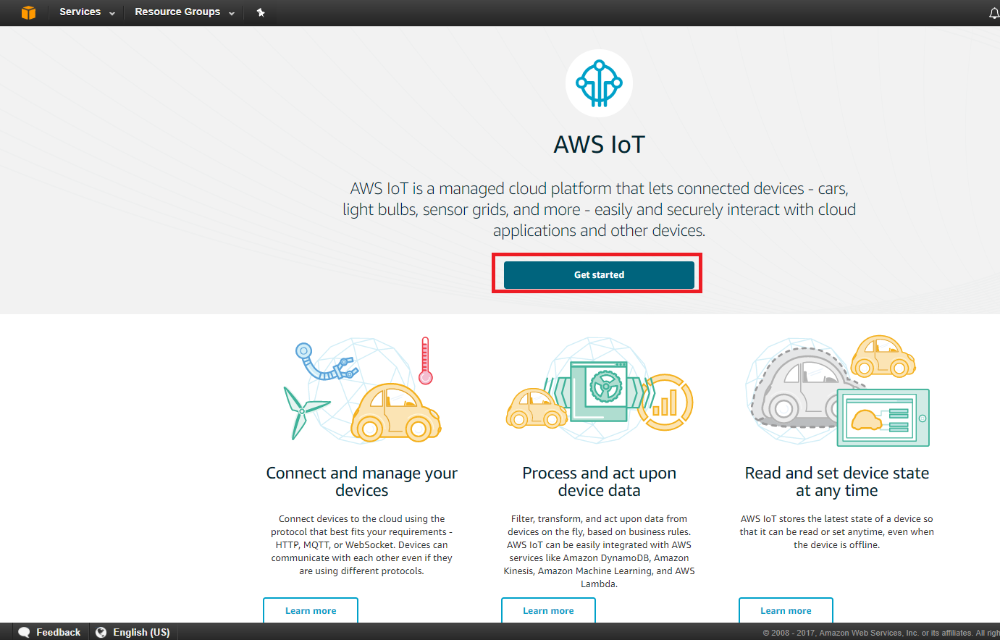 Services
Resource Groups
AWS IoT
AWS IoT is a managed cloud platform that lets connected devices - cars,
light bulbs, sensor grids, and more - easily and securely interact with cloud
applications and other devices.
Get started
Connect and manage your
devices
Connect devices to the cloud using the
protocol that best fits your requirements -
HTTP, MQTT, or WebSocket. Devices can
communicate with each other even if they
are using different protocols.
Learn more
Process and act upon
device data
Filter, transform, and act upon data from
devices on the fly, based on business rules.
AWS IoT can be easily integrated with AWS
services like Amazon DynamoDB, Amazon
Kinesis, Amazon Machine Learning, and AWS
Lambda.
Learn more
Read and set device state
at any time
AWS IoT stores the latest state of a device so
that it can be read or set anytime, even when
the device is offline.
Learn more
Feedback
English (US)
© 2008 - 2017, Amazon Web Services, Inc. or its affiliates. All righ